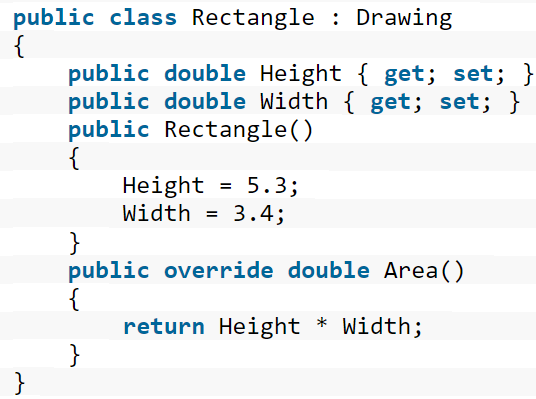 public class Rectangle : Drawing
{
    public double Height { get; set; }
    public double Width { get; set; }
    public Rectangle()
    {
        Height = 5.3;
        Width = 3.4;
    }
    public override double Area()
    {
        return Height * Width;
    }
}